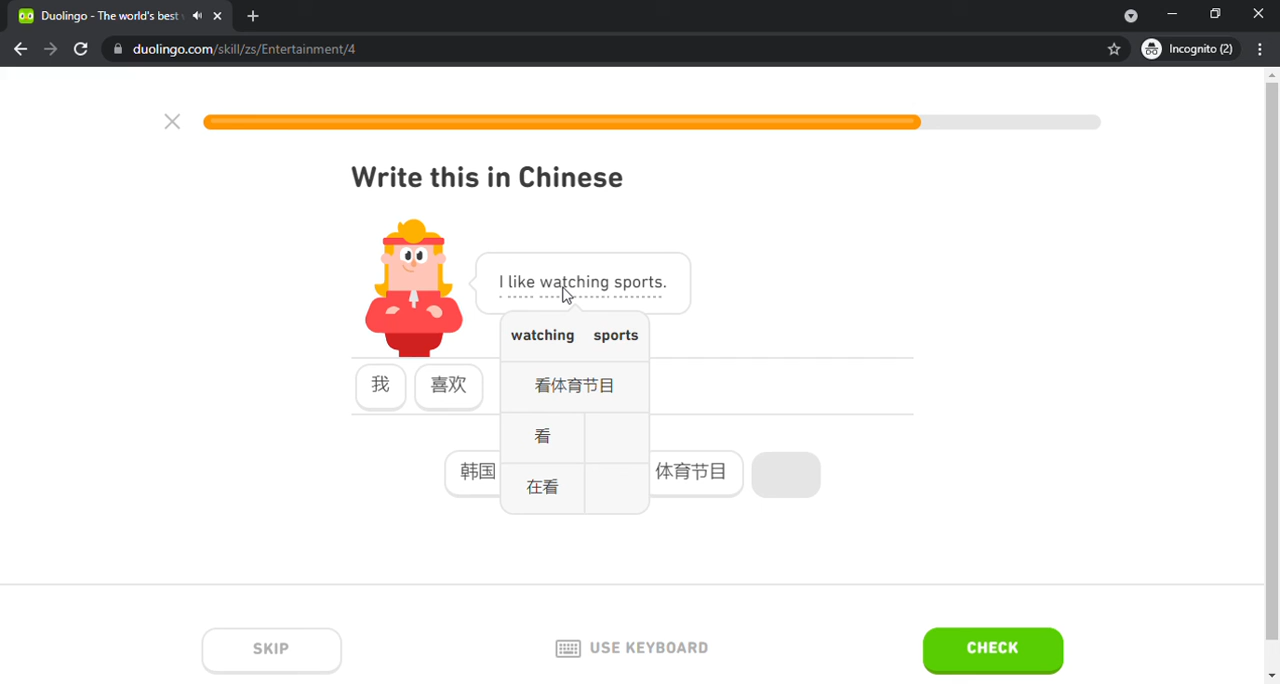 Duolingo - The world's best
duolingo.com/skill/zs/Entertainment/4
Incognito (2)
Write this in Chinese
I like watching sports.
watching sports
看体育节目
看
在看
我 喜欢
韩国 体育节目
SKIP
USE KEYBOARD
CHECK